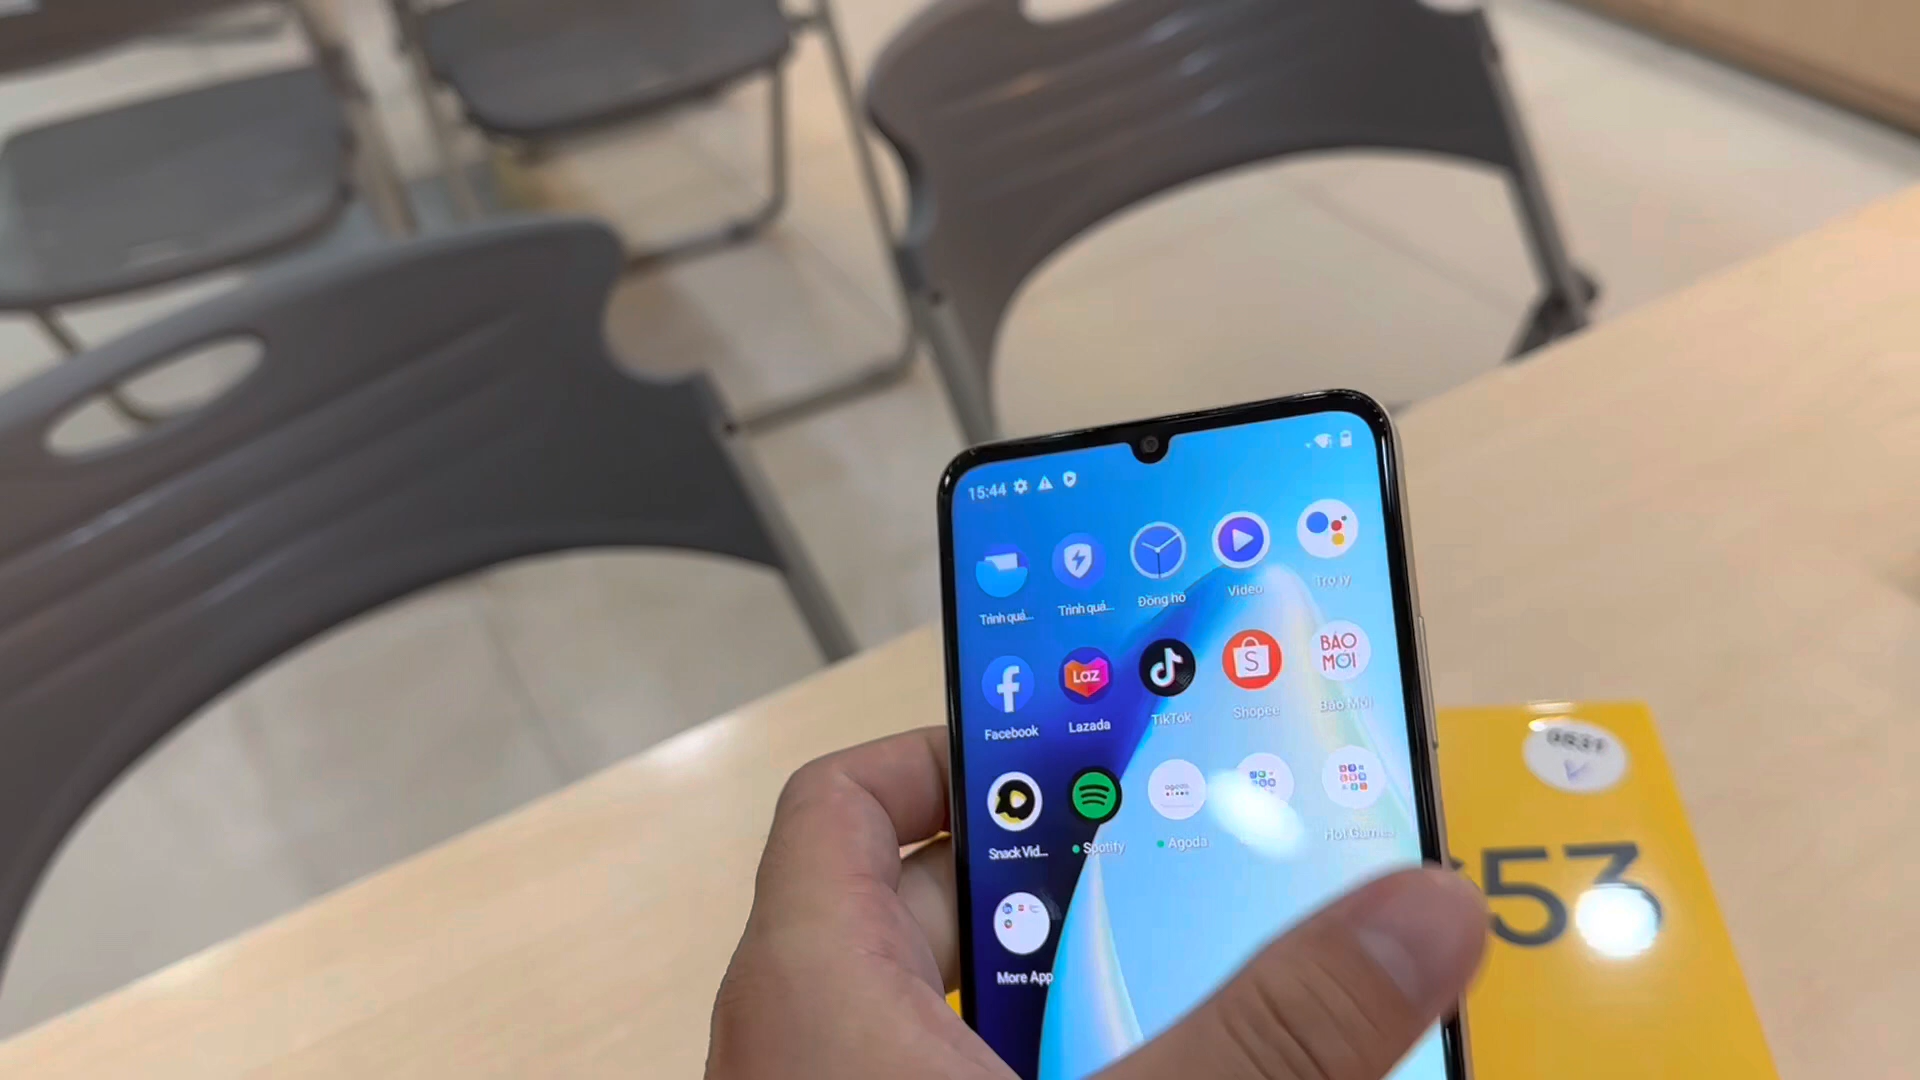 15:44
Trình quả... Trình quả... Đồng hồ Video Trợ lý
Laz
S
BÁO
MỚI
Facebook Lazada TikTok Shopee Báo Mới
agoda
Snack Vid... Spotify Agoda Hot Games
More App
53